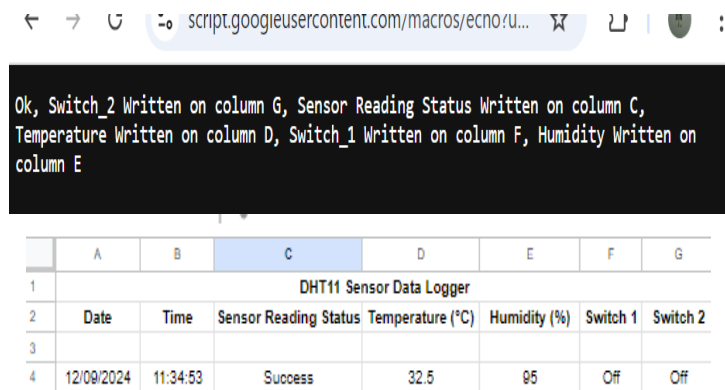 script.googleusercontent.com/macros/echo?u...
Ok, Switch_2 Written on column G, Sensor Reading Status Written on column C,
Temperature Written on column D, Switch_1 Written on column F, Humidity Written on
column E
A B C D E F G
1 DHT11 Sensor Data Logger
2 Date Time Sensor Reading Status Temperature (°C) Humidity (%) Switch 1 Switch 2
3
4 12/09/2024 11:34:53 Success 32.5 95 Off Off